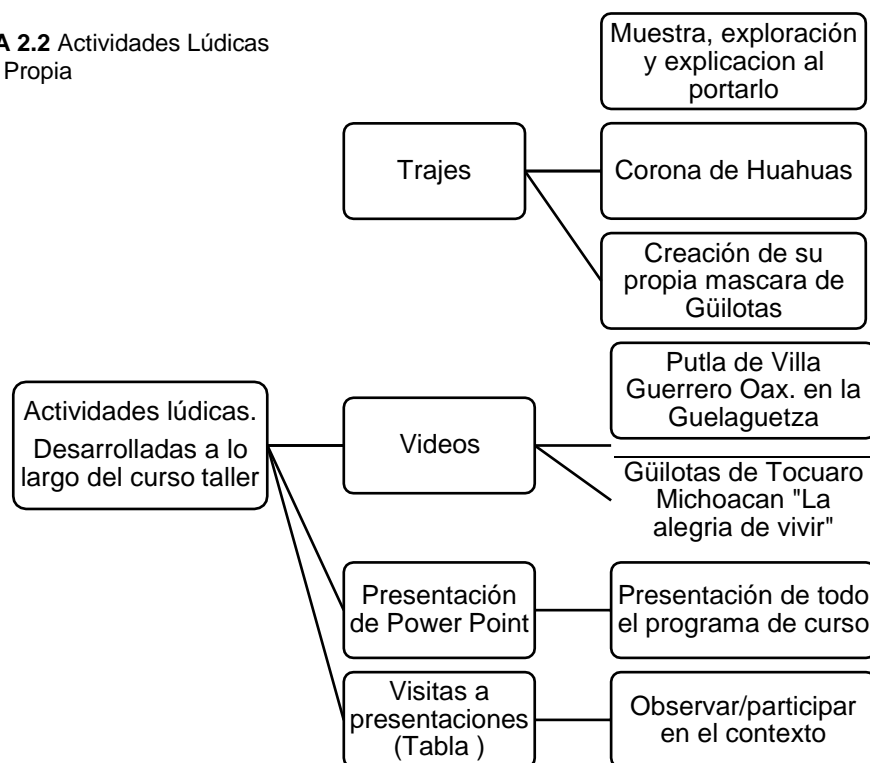 A 2.2 Actividades Lúdicas
Propia
Muestra, exploración
y explicacion al
portarlo
Trajes
Corona de Huahuas
Creación de su
propia mascara de
Güilotas
Putla de Villa
Guerrero Oax. en la
Guelaguetza
Actividades lúdicas.
Desarrolladas a lo
largo del curso taller
Videos
Güilotas de Tocuaro
Michoacan "La
alegria de vivir"
Presentación
de Power Point
Presentación de todo
el programa de curso
Visitas a
presentaciones
(Tabla )
Observar/participar
en el contexto